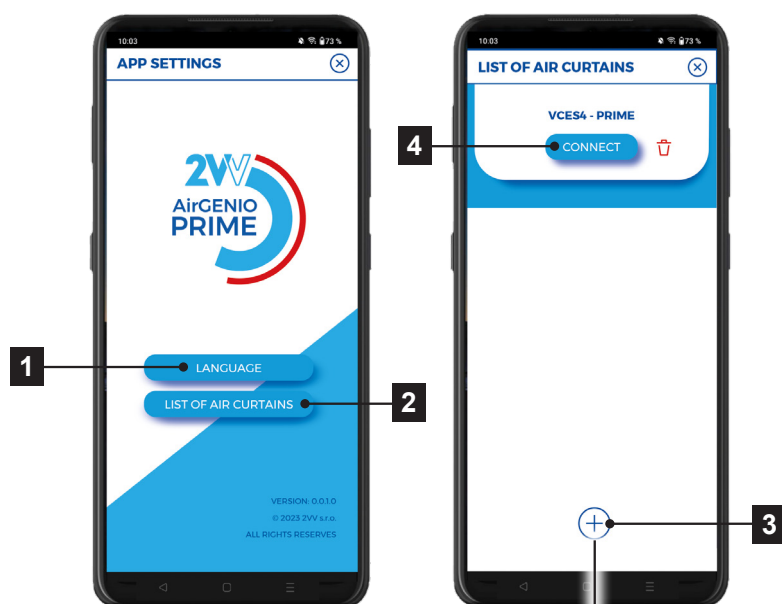 10:03
73 %
APP SETTINGS
2VV
AirGENIO
PRIME
1
LANGUAGE
LIST OF AIR CURTAINS
2
VERSION: 0.0.1.0
© 2023 2VV s.r.o.
ALL RIGHTS RESERVES
10:03
73 %
LIST OF AIR CURTAINS
VCES4 - PRIME
4
CONNECT
3